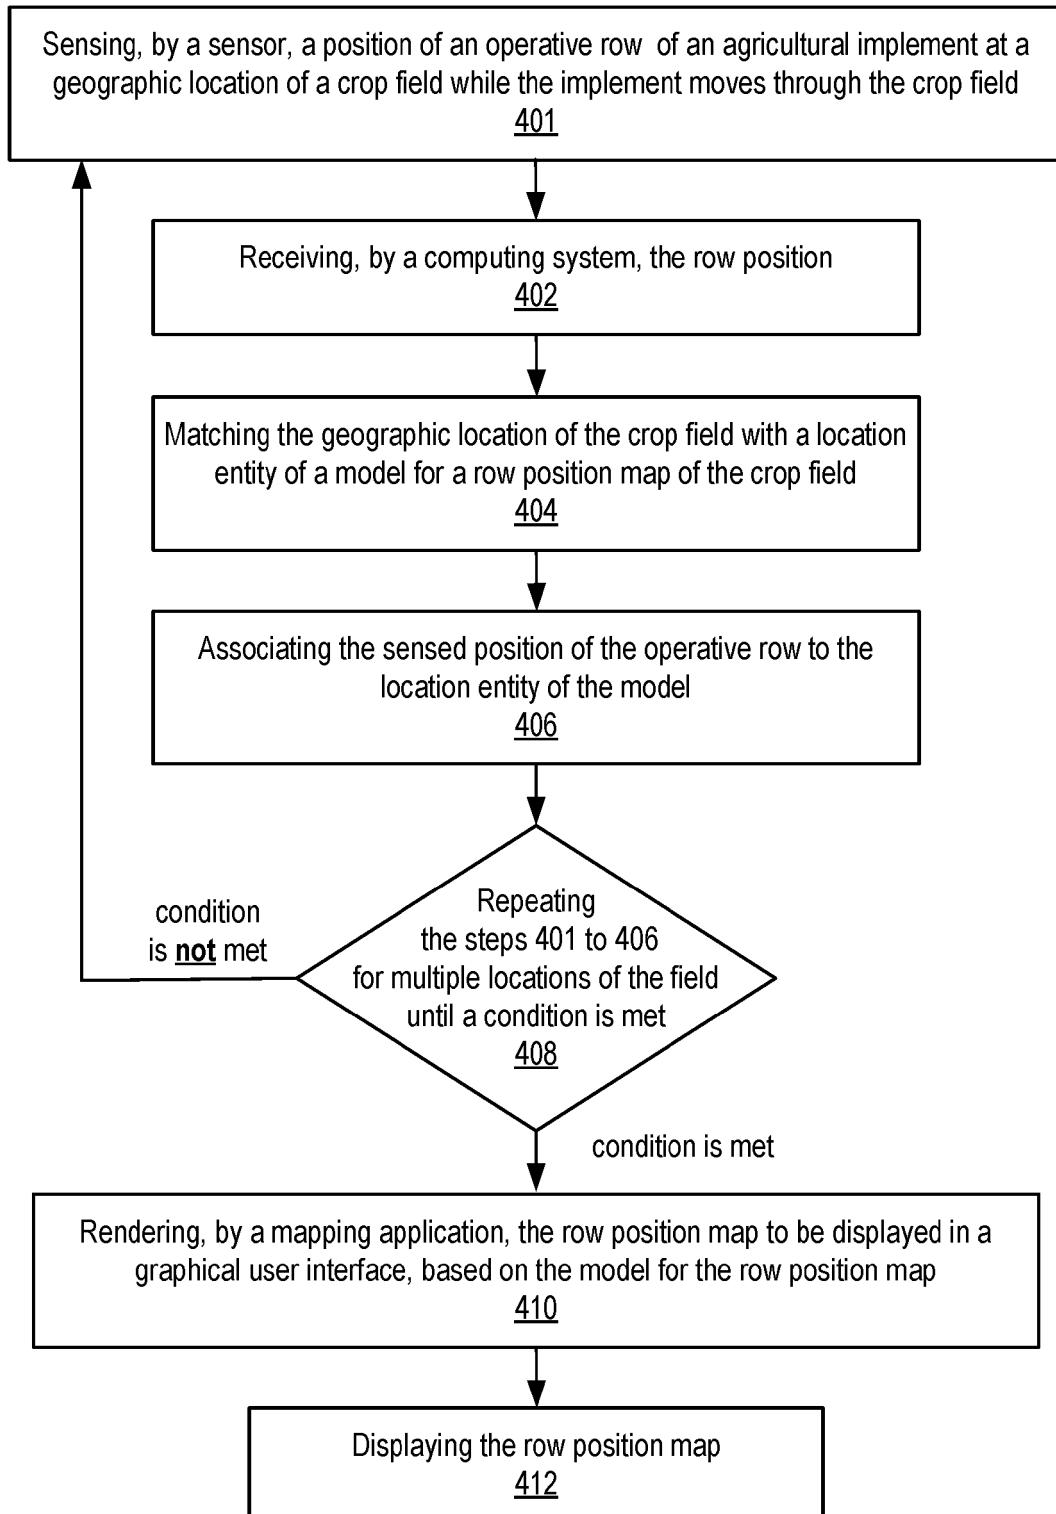 Sensing, by a sensor, a position of an operative row of an agricultural implement at a
geographic location of a crop field while the implement moves through the crop field
401
Receiving, by a computing system, the row position
402
Matching the geographic location of the crop field with a location
entity of a model for a row position map of the crop field
404
Associating the sensed position of the operative row to the
location entity of the model
406
Repeating
the steps 401 to 406
for multiple locations of the field
until a condition is met
408
condition
is not met
condition is met
Rendering, by a mapping application, the row position map to be displayed in a
graphical user interface, based on the model for the row position map
410
Displaying the row position map
412